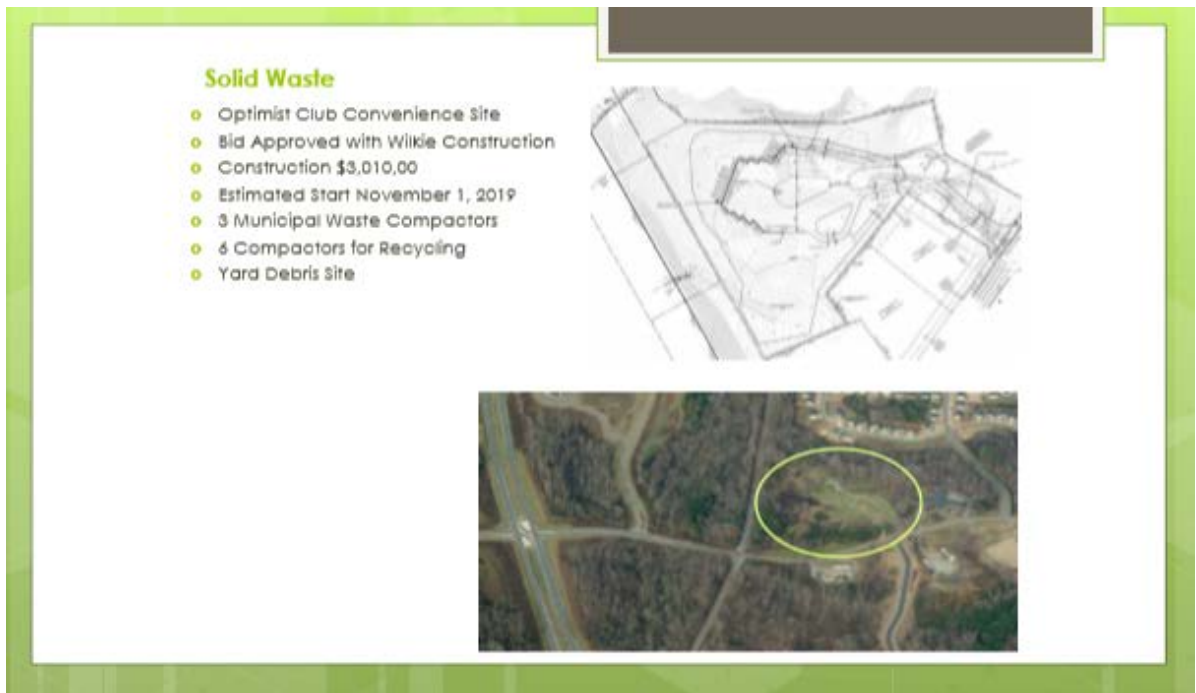 Solid Waste
Optimist Club Convenience Site
Bid Approved with Wilkie Construction
Construction $3,010,00
Estimated Start November 1, 2019
3 Municipal Waste Compactors
6 Compactors for Recycling
Yard Debris Site